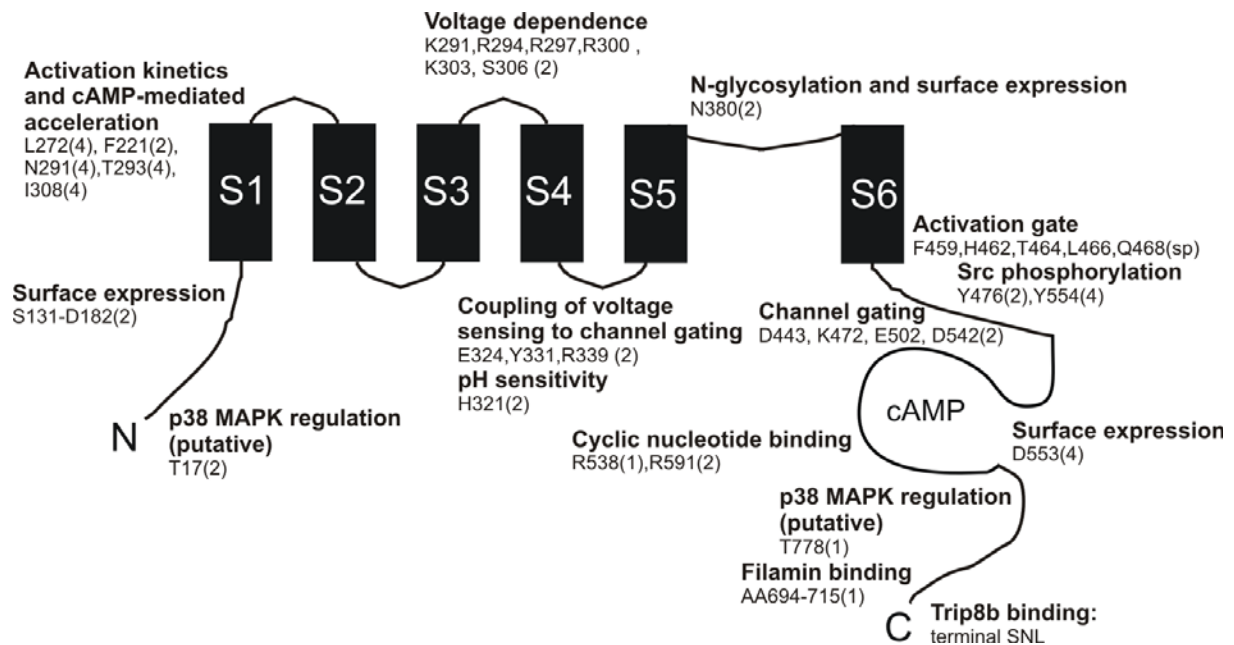 Voltage dependence
K291,R294,R297,R300 ,
K303, S306 (2)
Activation kinetics
and cAMP-mediated
acceleration
L272(4), F221(2),
N291(4),T293(4),
I308(4)
N-glycosylation and surface expression
N380(2)
S1
S2
S3
S4
S5
S6
Activation gate
F459,H462,T464,L466,Q468(sp)
Src phosphorylation
Y476(2),Y554(4)
Surface expression
S131-D182(2)
Coupling of voltage
sensing to channel gating
E324,Y331,R339 (2)
pH sensitivity
H321(2)
Channel gating
D443, K472, E502, D542(2)
N
p38 MAPK regulation
(putative)
T17(2)
cAMP
Cyclic nucleotide binding
R538(1),R591(2)
Surface expression
D553(4)
p38 MAPK regulation
(putative)
T778(1)
Filamin binding
AA694-715(1)
C
Trip8b binding:
terminal SNL